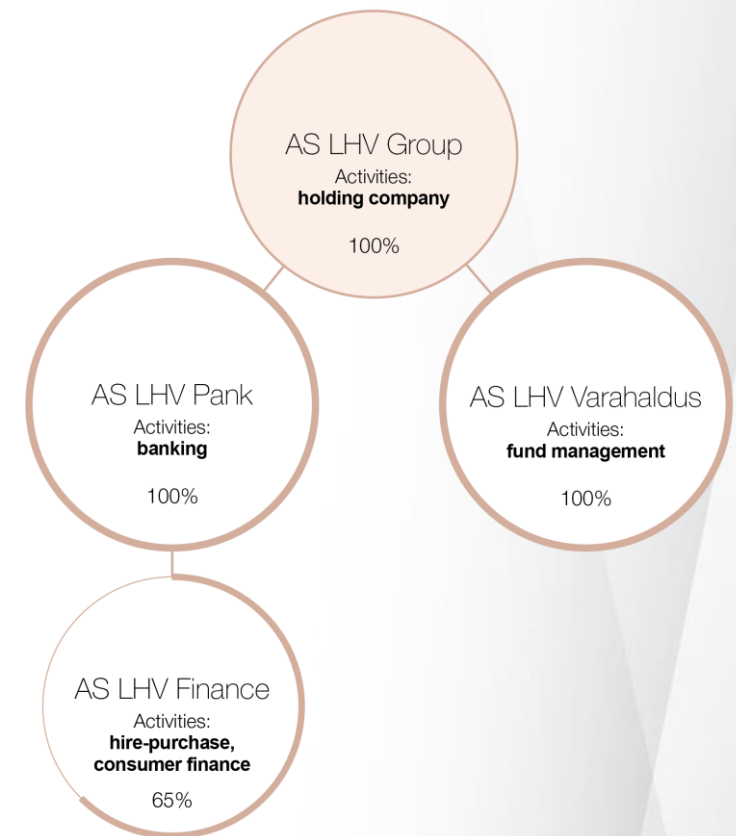 AS LHV Group
Activities:
holding company
100%
AS LHV Pank
Activities:
banking
100%
AS LHV Varahaldus
Activities:
fund management
100%
AS LHV Finance
Activities:
hire-purchase,
consumer finance
65%